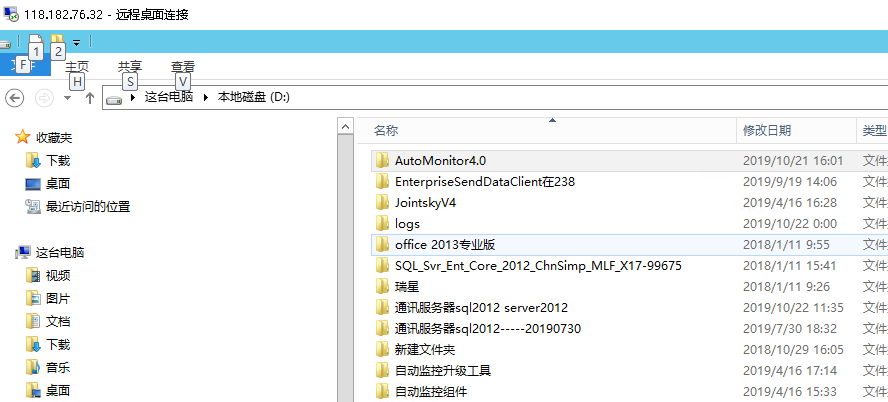 118.182.76.32 - 远程桌面连接
1 2
F 主页 共享 查看
H S V
这台电脑 本地磁盘 (D:)
收藏夹
下载
桌面
最近访问的位置
这台电脑
视频
图片
文档
下载
音乐
桌面
名称 修改日期 类型
AutoMonitor4.0 2019/10/21 16:01 文件
EnterpriseSendDataClient在238 2019/9/19 14:06 文件
JointskyV4 2019/4/16 16:28 文件
logs 2019/10/22 0:00 文件
office 2013专业版 2018/1/11 9:55 文件
SQL_Svr_Ent_Core_2012_ChnSimp_MLF_X17-99675 2018/1/11 15:41 文件
瑞星 2018/1/11 9:26 文件
通讯服务器sql2012 server2012 2019/10/22 11:35 文件
通讯服务器sql2012-----20190730 2019/7/30 18:32 文件
新建文件夹 2018/10/29 16:05 文件
自动监控升级工具 2019/4/16 17:14 文件
自动监控组件 2019/4/16 15:33 文件